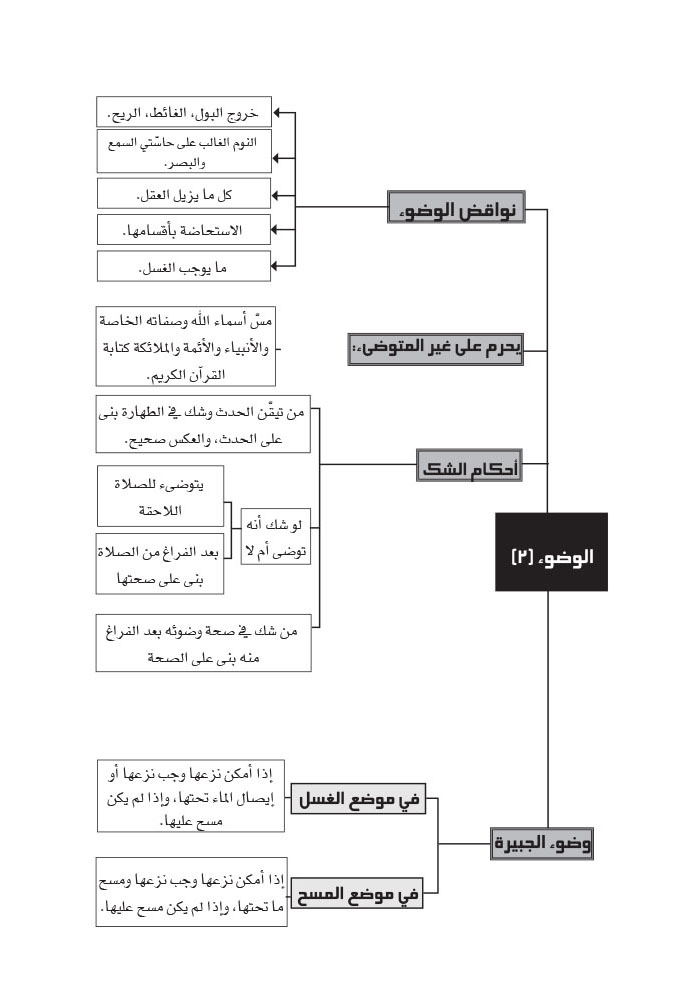 الوضوء (٢)
نواقض الوضوء
خروج البول، الغائط، الريح.
النوم الغالب على حاسّتي السمع
والبصر.
كل ما يزيل العقل.
الاستحاضة بأقسامها.
ما يوجب الغسل.
يحرم على غير المتوضئ:
مسّ أسماء الله وصفاته الخاصة
والأنبياء والأئمة والملائكة كتابة
القرآن الكريم.
أحكام الشك
من تيقّن الحدث وشك في الطهارة بنى
على الحدث، والعكس صحيح.
لو شك أنه
توضى أم لا
يتوضىء للصلاة
اللاحقة
بعد الفراغ من الصلاة
بنى على صحتها
من شك في صحة وضوئه بعد الفراغ
منه بنى على الصحة
وضوء الجبيرة
في موضع الغسل
إذا أمكن نزعها وجب نزعها أو
إيصال الماء تحتها، وإذا لم يكن
مسح عليها.
في موضع المسح
إذا أمكن نزعها وجب نزعها ومسح
ما تحتها، وإذا لم يكن مسح عليها.